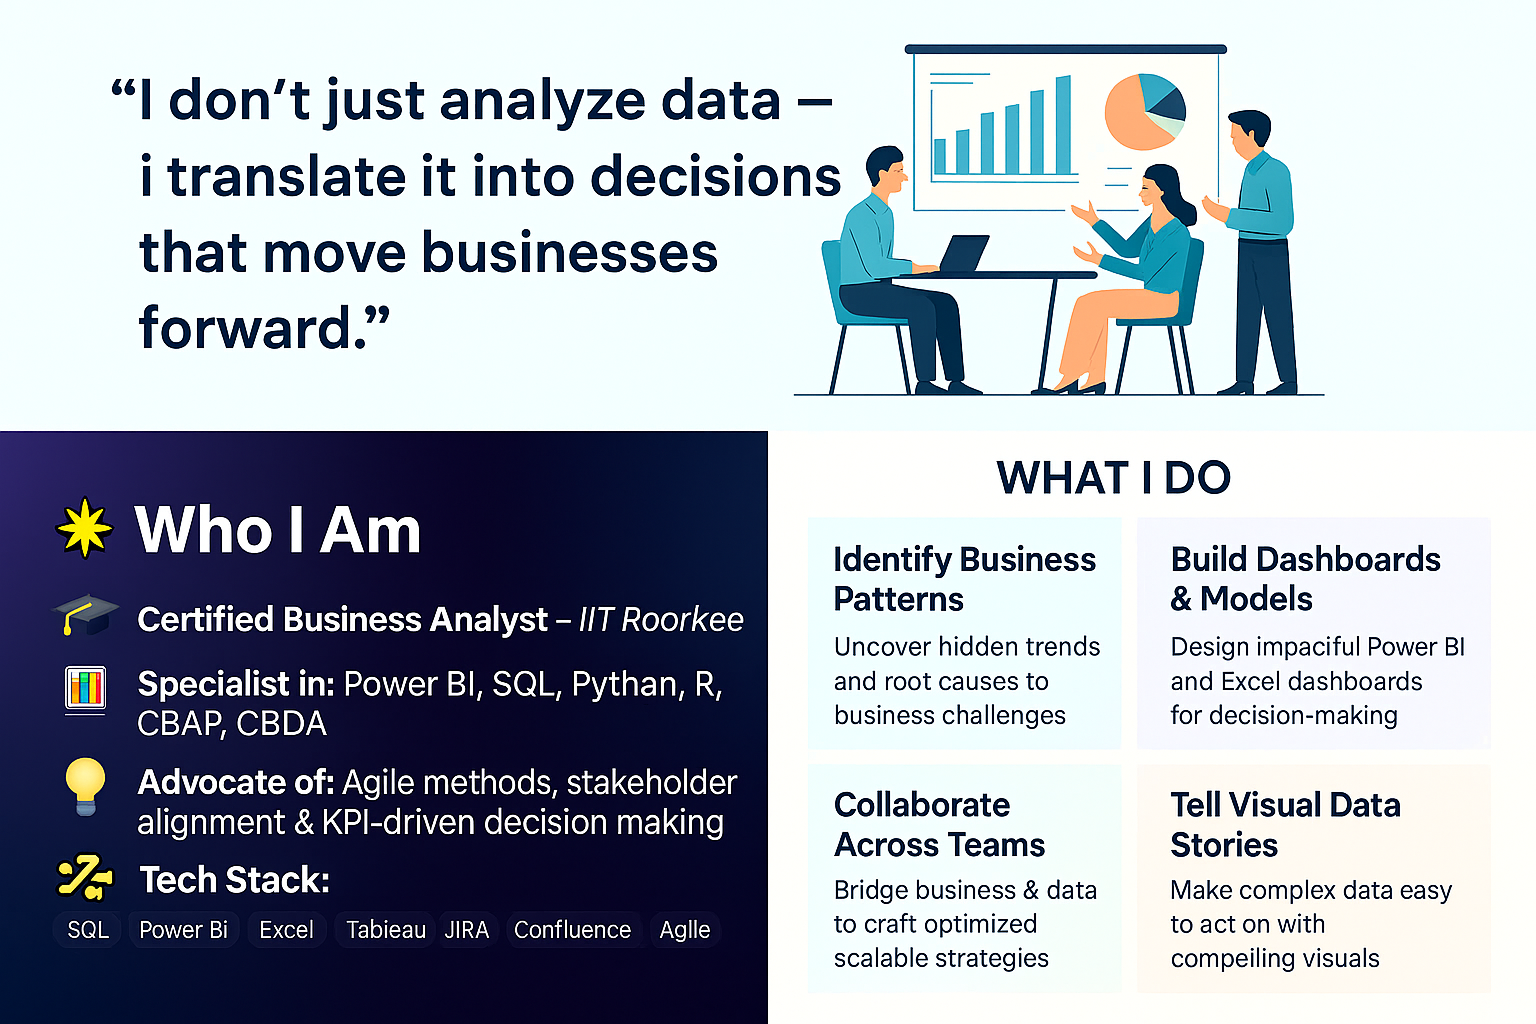 “I don’t just analyze data –
i translate it into decisions
that move businesses
forward.”
Who I Am
Certified Business Analyst – IIT Roorkee
Specialist in: Power BI, SQL, Pythan, R,
CBAP, CBDA
Advocate of: Agile methods, stakeholder
alignment & KPI-driven decision making
Tech Stack:
SQL Power Bi Excel Tabieau JIRA Confluence Aglle
WHAT I DO
Identify Business
Patterns
Uncover hidden trends
and root causes to
business challenges
Build Dashboards
& Models
Design impaciful Power BI
and Excel dashboards
for decision-making
Collaborate
Across Teams
Bridge business & data
to craft optimized
scalable strategies
Tell Visual Data
Stories
Make complex data easy
to act on with
compeiling visuals